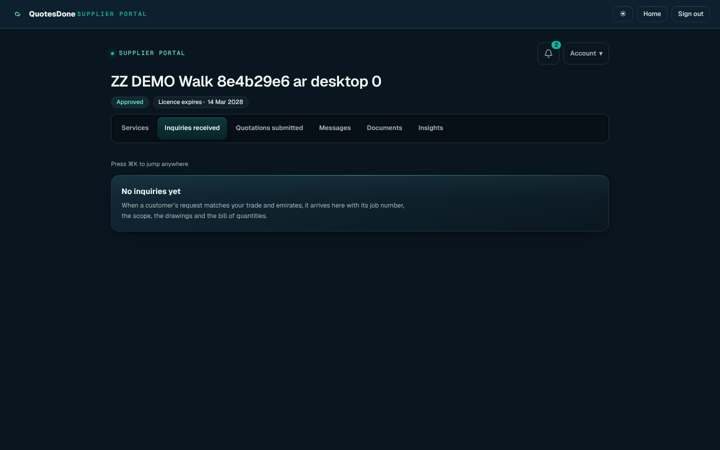 QuotesDone SUPPLIER PORTAL
Home
Sign out
SUPPLIER PORTAL
2
Account ▾
ZZ DEMO Walk 8e4b29e6 ar desktop 0
Approved
Licence expires · 14 Mar 2028
Services
Inquiries received
Quotations submitted
Messages
Documents
Insights
Press ⌘K to jump anywhere
No inquiries yet
When a customer's request matches your trade and emirates, it arrives here with its job number,
the scope, the drawings and the bill of quantities.